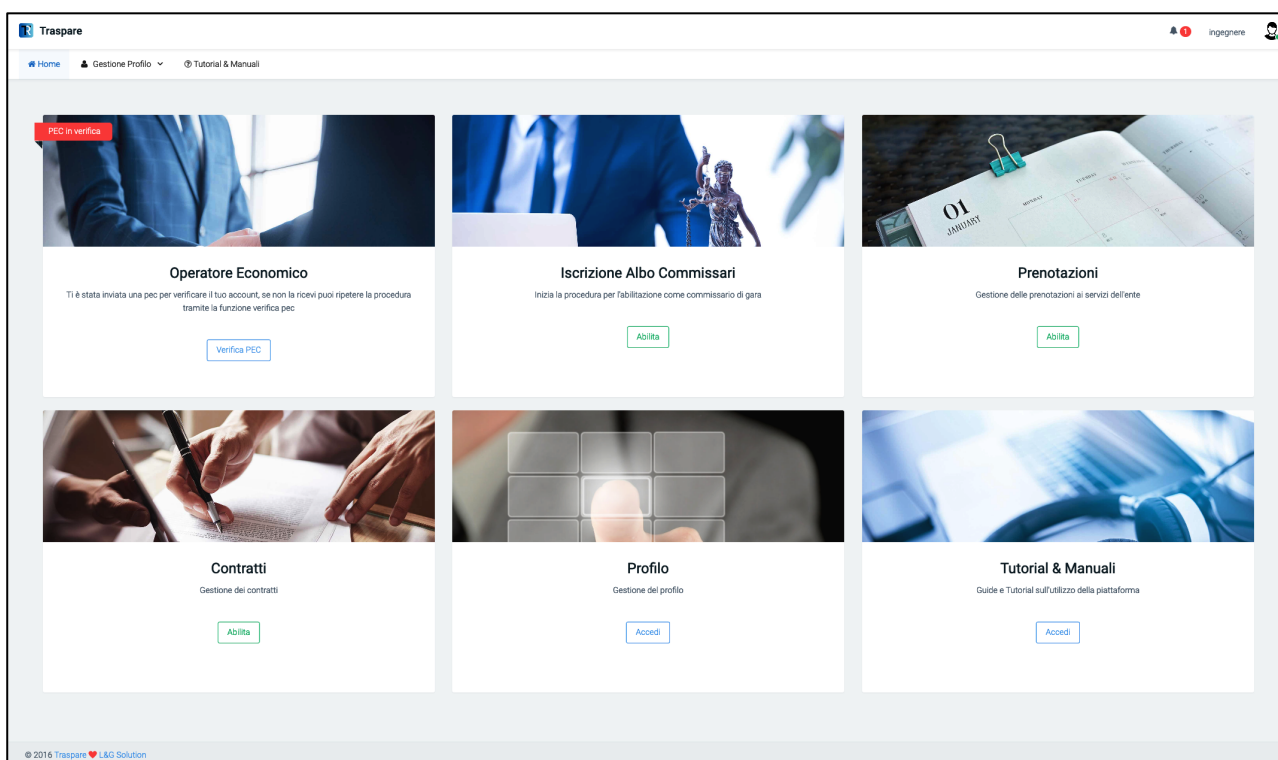 Traspare
1 ingegnere
Home Gestione Profilo Tutorial & Manuali
PEC in verifica
01
JANUARY
MONDAY
TUESDAY
Operatore Economico
Ti è stata inviata una pec per verificare il tuo account, se non la ricevi puoi ripetere la procedura
tramite la funzione verifica pec
Verifica PEC
Iscrizione Albo Commissari
Inizia la procedura per l'abilitazione come commissario di gara
Abilita
Prenotazioni
Gestione delle prenotazioni ai servizi dell'ente
Abilita
Contratti
Gestione dei contratti
Abilita
Profilo
Gestione del profilo
Accedi
Tutorial & Manuali
Guide e Tutorial sull'utilizzo della piattaforma
Accedi
© 2016 Traspare ❤ L&G Solution